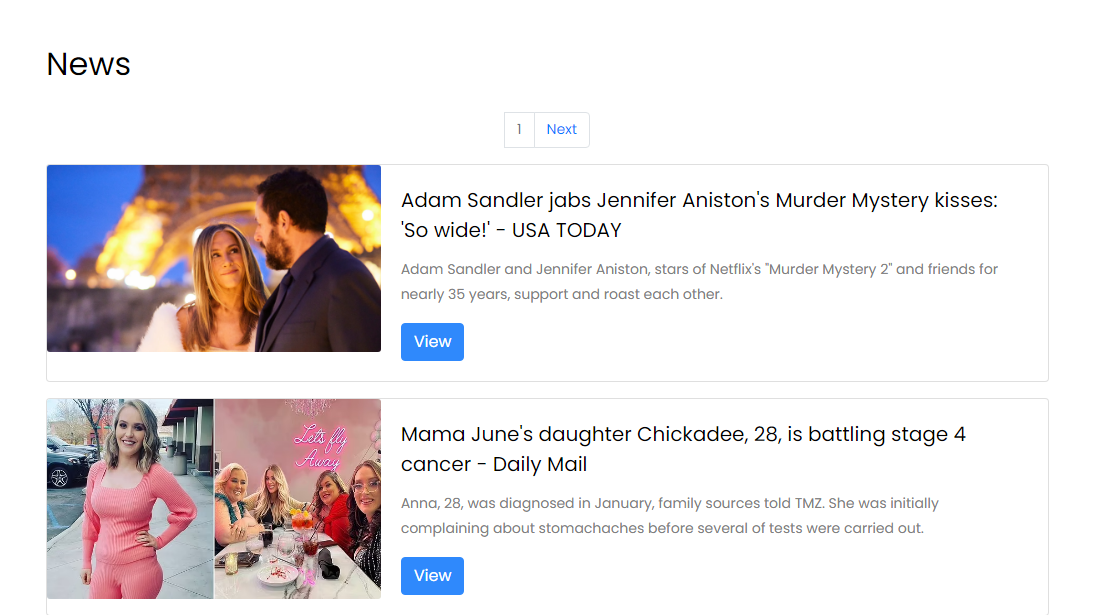 News
1 Next
Adam Sandler jabs Jennifer Aniston's Murder Mystery kisses:
'So wide!' - USA TODAY
Adam Sandler and Jennifer Aniston, stars of Netflix's "Murder Mystery 2" and friends for
nearly 35 years, support and roast each other.
View
Let's fly
Away
Mama June's daughter Chickadee, 28, is battling stage 4
cancer - Daily Mail
Anna, 28, was diagnosed in January, family sources told TMZ. She was initially
complaining about stomachaches before several of tests were carried out.
View